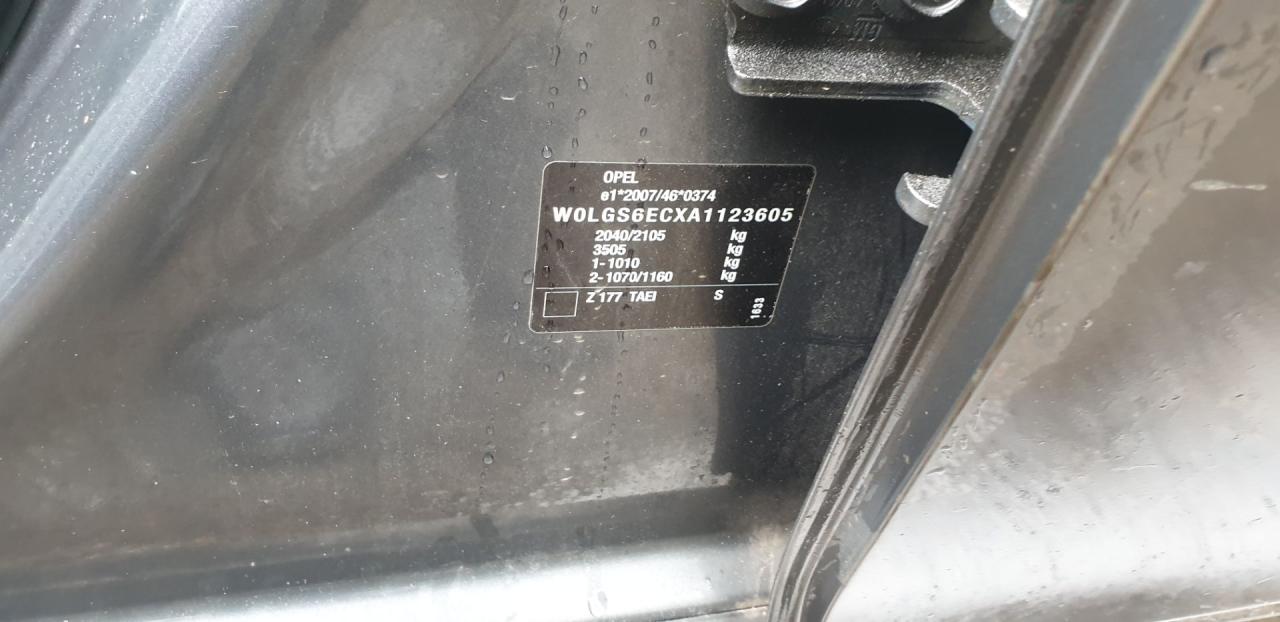 OPEL
e1*2007/46*0374
W0LGS6ECXA1123605
2040/2105 kg
3505 kg
1-1010 kg
2-1070/1160 kg
Z 177 TAEI S
1633
GM